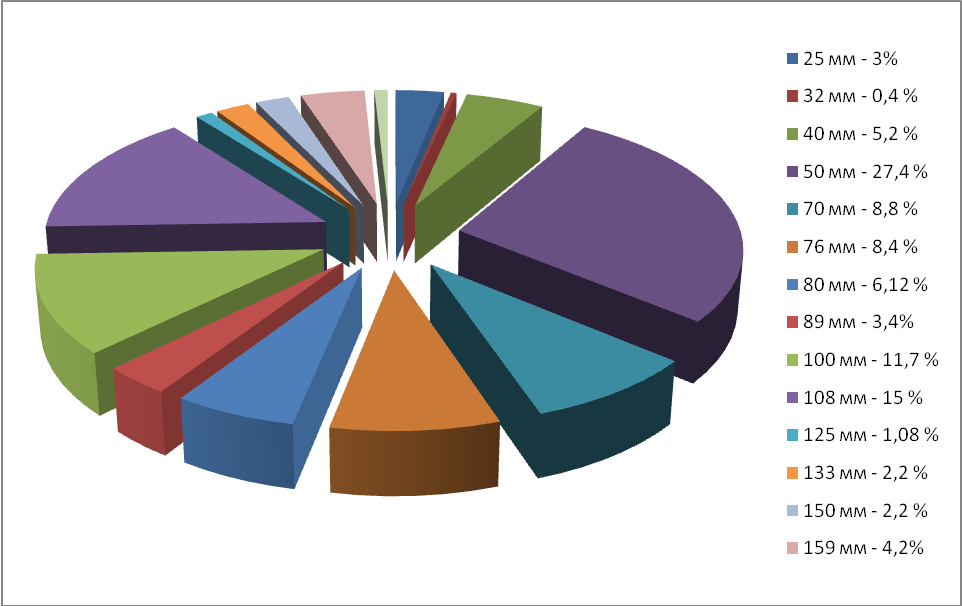 25 мм - 3%
32 мм - 0,4 %
40 мм - 5,2 %
50 мм - 27,4 %
70 мм - 8,8 %
76 мм - 8,4 %
80 мм - 6,12 %
89 мм - 3,4%
100 мм - 11,7 %
108 мм - 15 %
125 мм - 1,08 %
133 мм - 2,2 %
150 мм - 2,2 %
159 мм - 4,2%